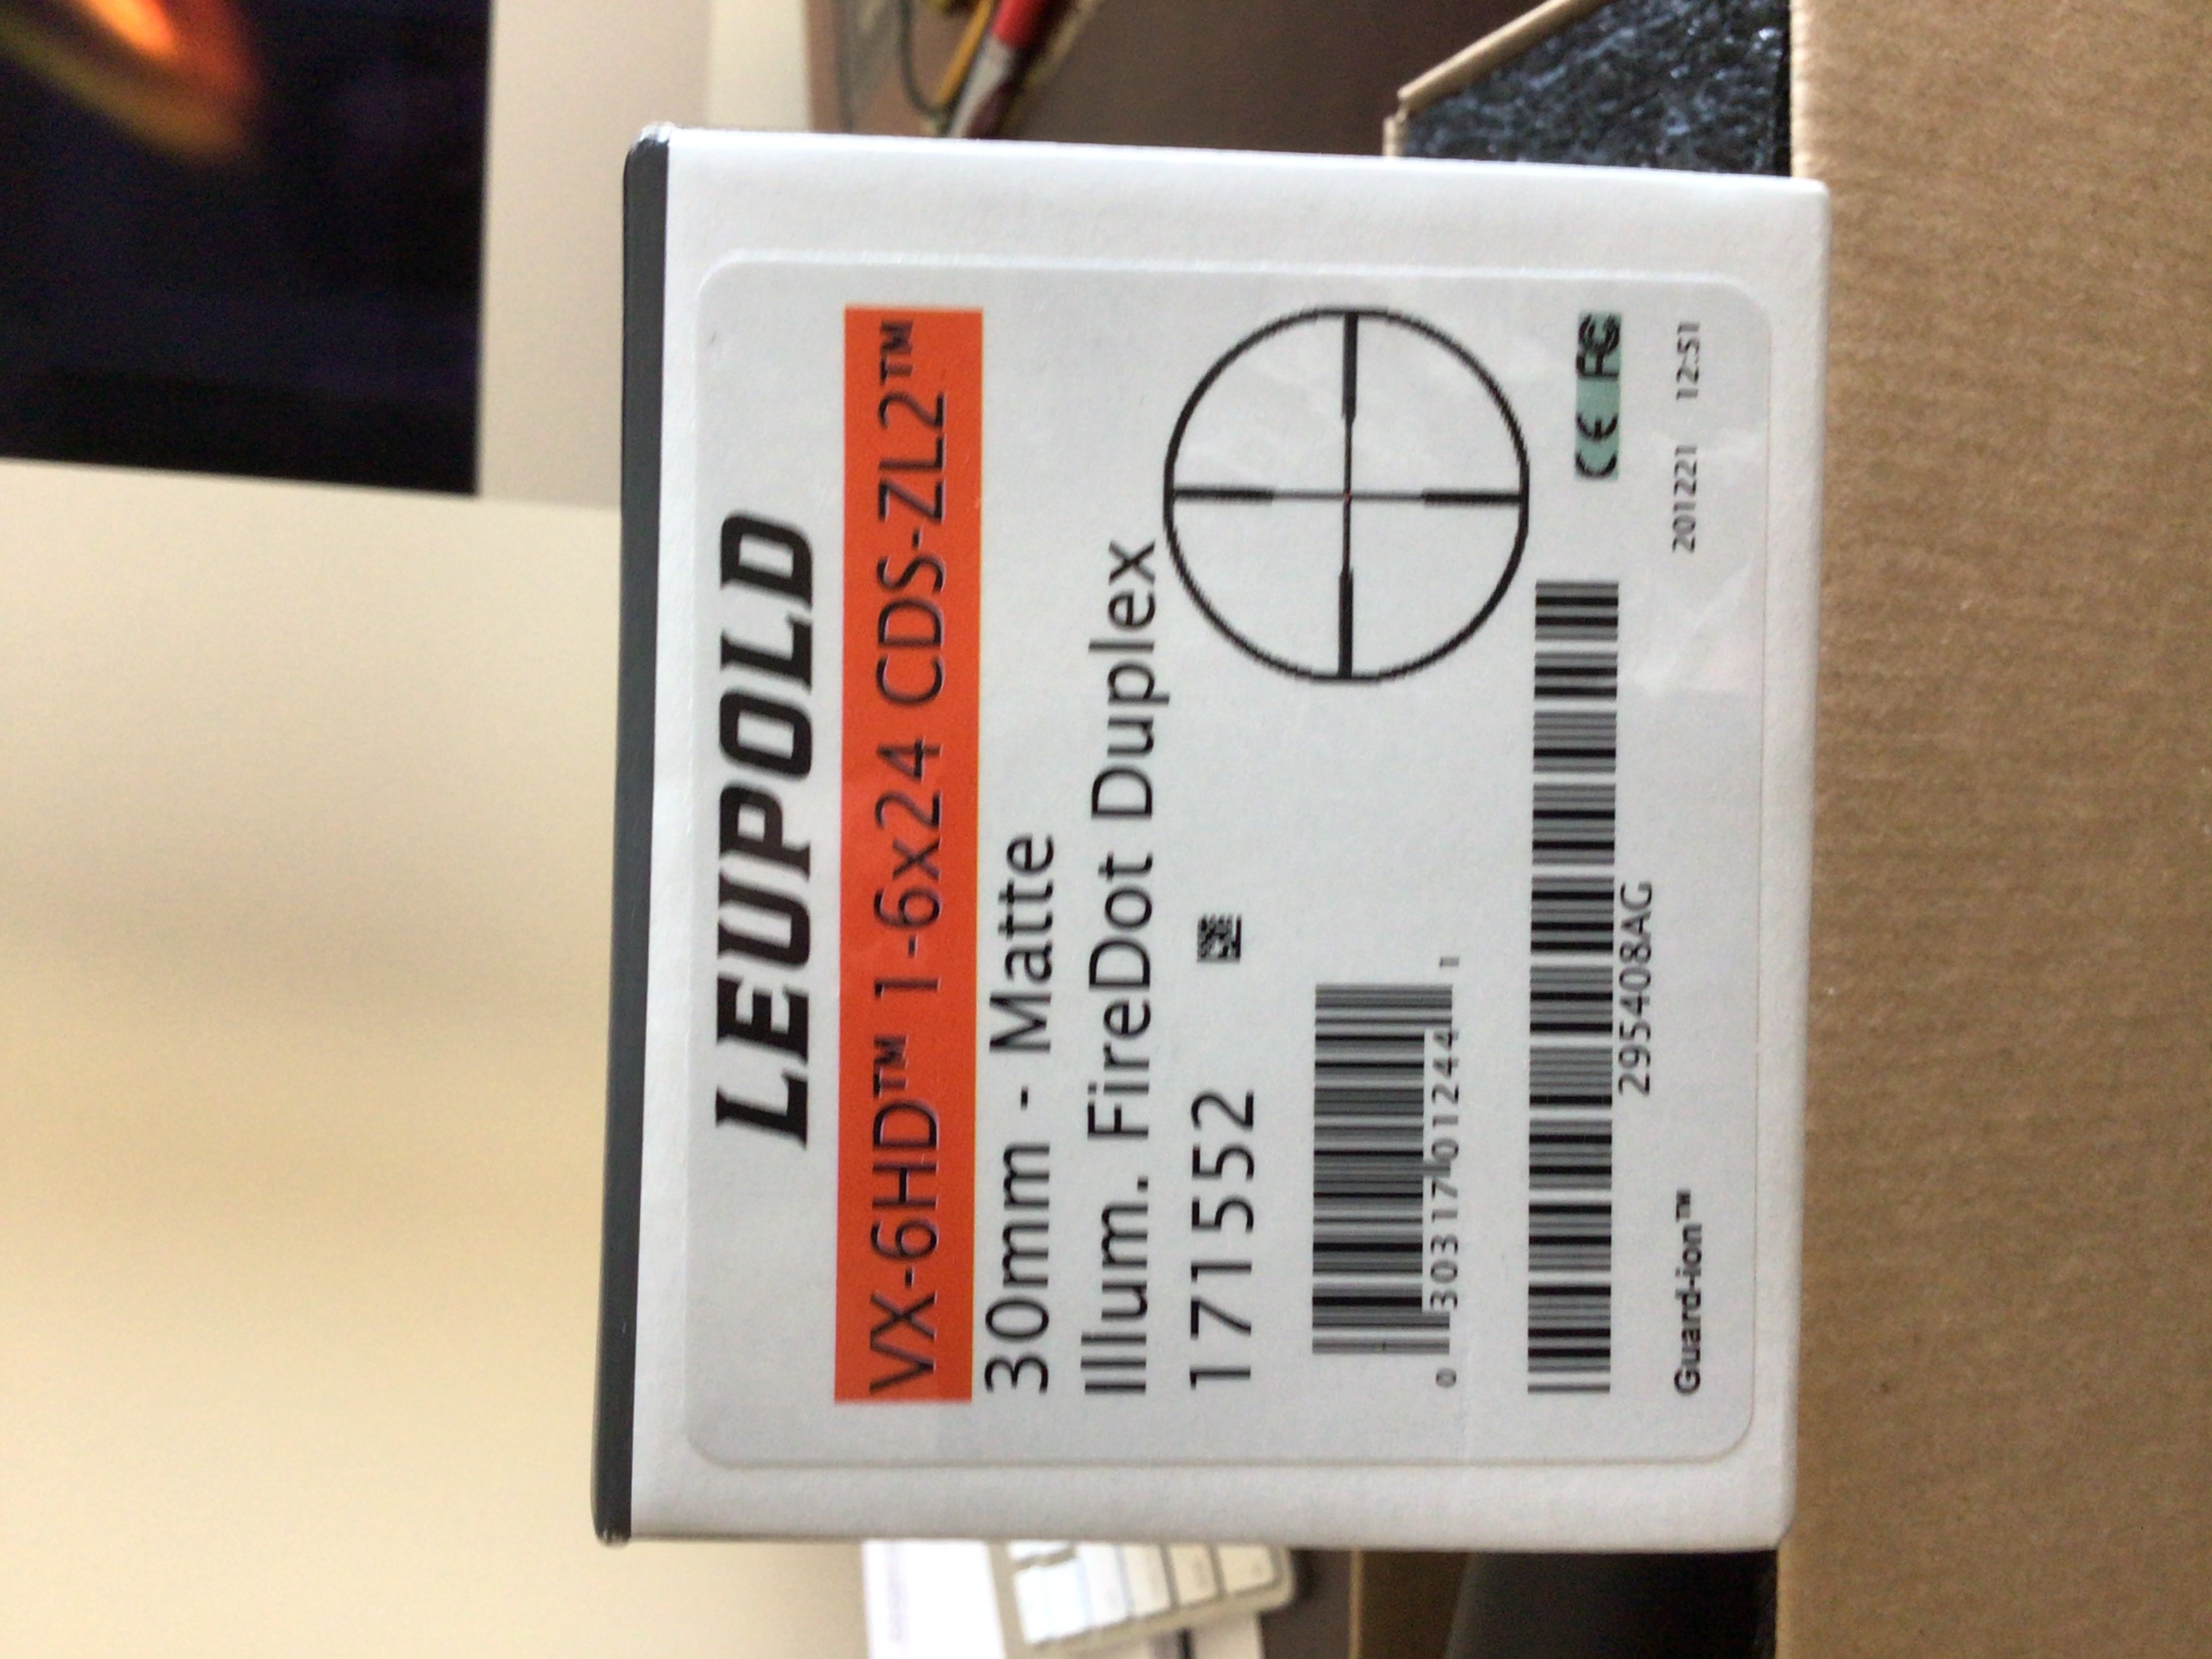 LEUPOLD
VX-6HD™ 1-6x24 CDS-ZL2™
30mm - Matte
Illum. FireDot Duplex
171552
0 30317 01244 1
295408AG
CE FC
Guard-ion™
201221 12:51